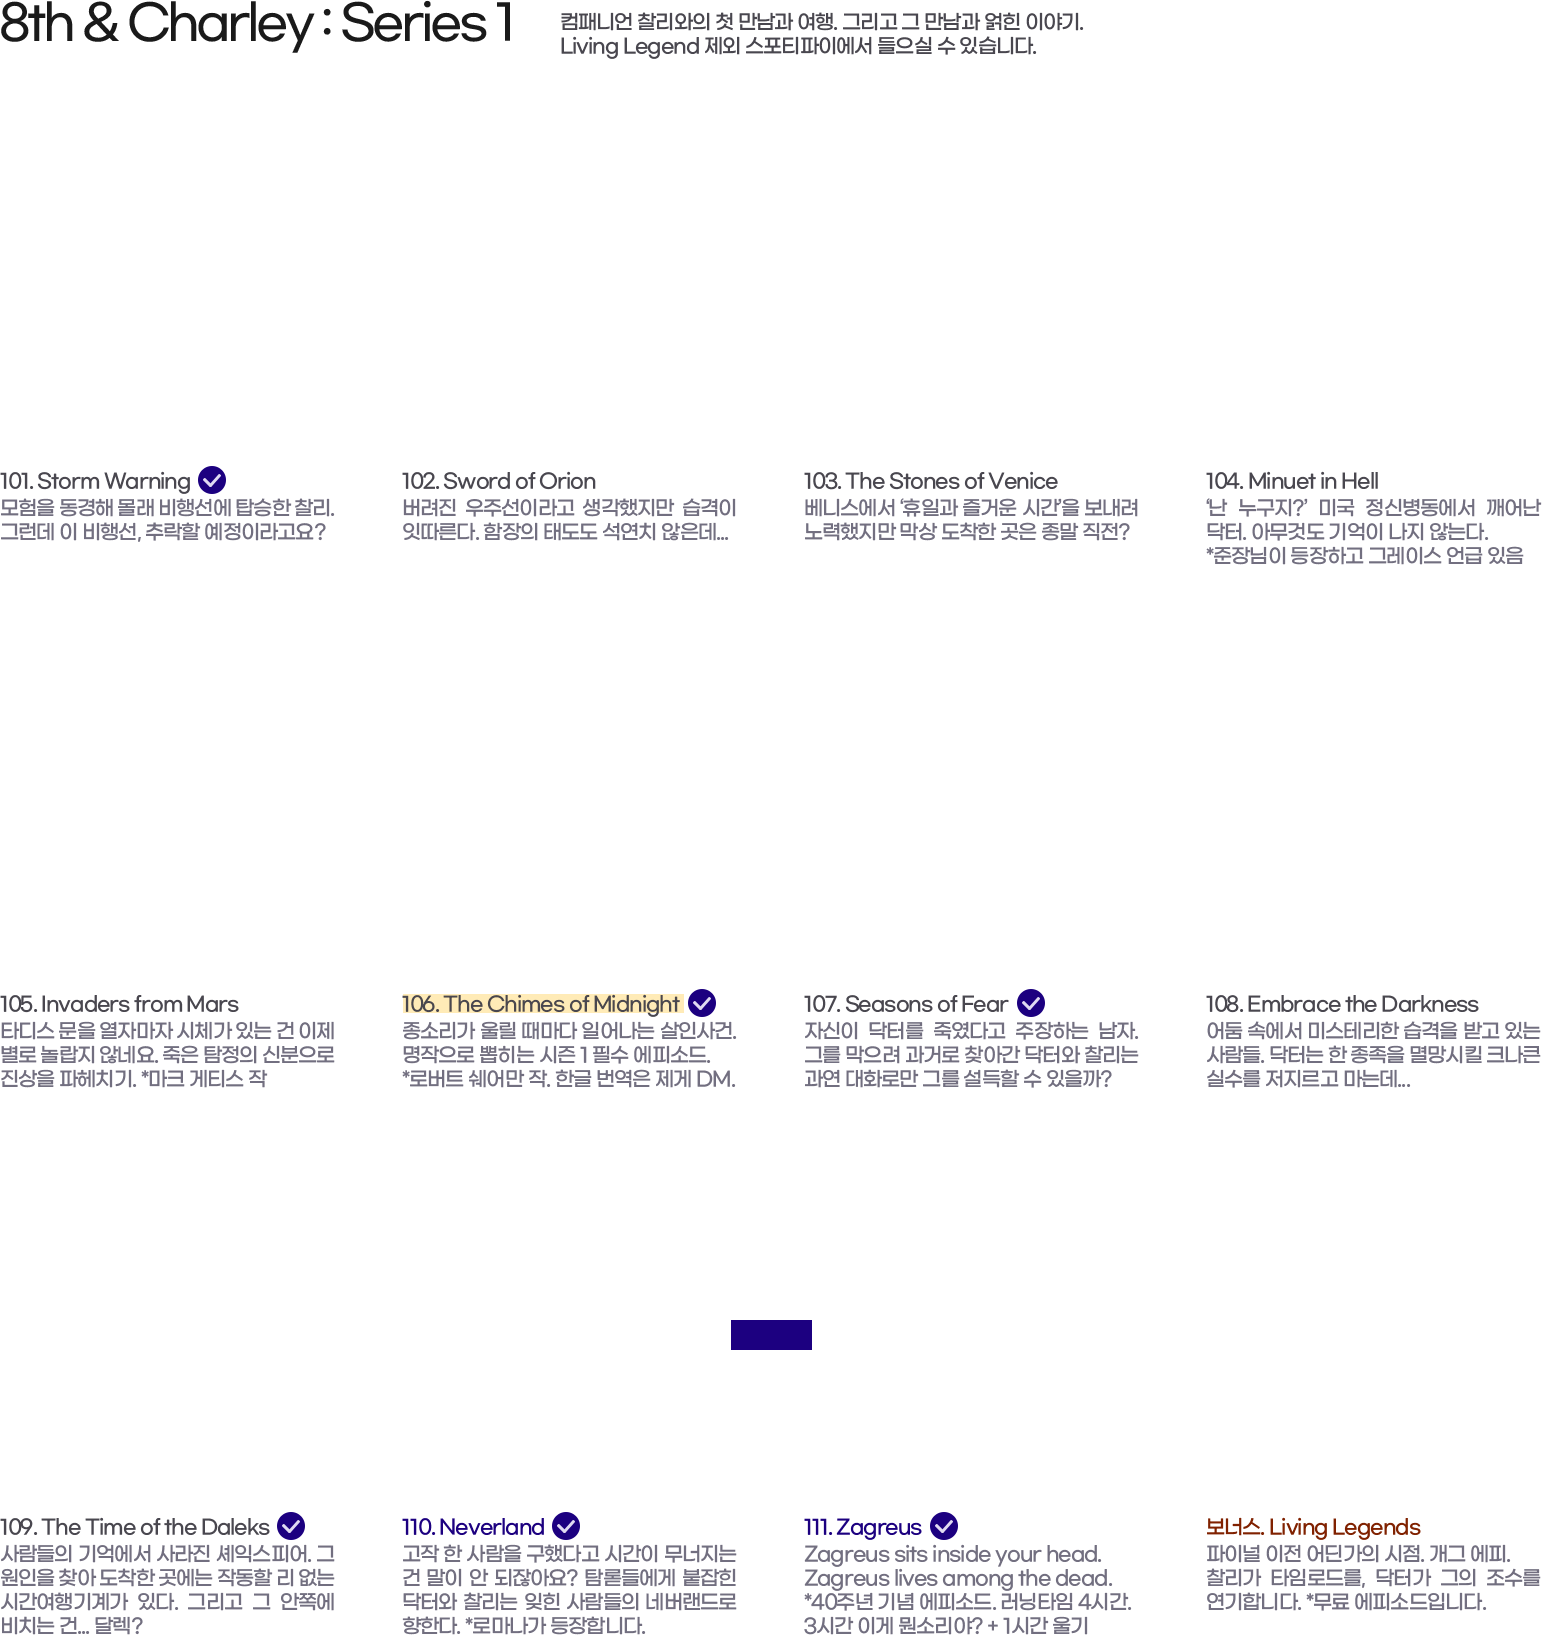 8th & Charley : Series 1
컴패니언 찰리와의 첫 만남과 여행. 그리고 그 만남과 얽힌 이야기.
Living Legend 제외 스포티파이에서 들으실 수 있습니다.
101. Storm Warning
모험을 동경해 몰래 비행선에 탑승한 찰리.
그런데 이 비행선, 추락할 예정이라고요?
102. Sword of Orion
버려진 우주선이라고 생각했지만 습격이
잇따른다. 함장의 태도도 석연치 않은데...
103. The Stones of Venice
베니스에서 ‘휴일과 즐거운 시간’을 보내려
노력했지만 막상 도착한 곳은 종말 직전?
104. Minuet in Hell
‘난 누구지?’ 미국 정신병동에서 깨어난
닥터. 아무것도 기억이 나지 않는다.
*준장님이 등장하고 그레이스 언급 있음
105. Invaders from Mars
타디스 문을 열자마자 시체가 있는 건 이제
별로 놀랍지 않네요. 죽은 탐정의 신분으로
진상을 파헤치기. *마크 게티스 작
106. The Chimes of Midnight
종소리가 울릴 때마다 일어나는 살인사건.
명작으로 뽑히는 시즌 1 필수 에피소드.
*로버트 쉐어만 작. 한글 번역은 제게 DM.
107. Seasons of Fear
자신이 닥터를 죽였다고 주장하는 남자.
그를 막으려 과거로 찾아간 닥터와 찰리는
과연 대화로만 그를 설득할 수 있을까?
108. Embrace the Darkness
어둠 속에서 미스테리한 습격을 받고 있는
사람들. 닥터는 한 종족을 멸망시킬 크나큰
실수를 저지르고 마는데...
109. The Time of the Daleks
사람들의 기억에서 사라진 셰익스피어. 그
원인을 찾아 도착한 곳에는 작동할 리 없는
시간여행기계가 있다. 그리고 그 안쪽에
비치는 건... 달렉?
110. Neverland
고작 한 사람을 구했다고 시간이 무너지는
건 말이 안 되잖아요? 탐론들에게 붙잡힌
닥터와 찰리는 잊힌 사람들의 네버랜드로
향한다. *로마나가 등장합니다.
111. Zagreus
Zagreus sits inside your head.
Zagreus lives among the dead.
*40주년 기념 에피소드. 러닝타임 4시간.
3시간 이게 뭔소리야? + 1시간 울기
보너스. Living Legends
파이널 이전 어딘가의 시점. 개그 에피.
찰리가 타임로드를, 닥터가 그의 조수를
연기합니다. *무료 에피소드입니다.